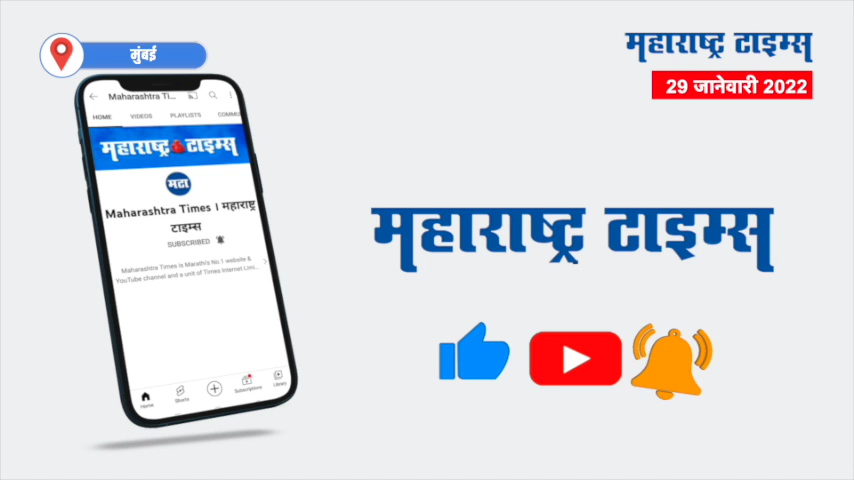 मुंबई
महाराष्ट्र टाइम्स
29 जानेवारी 2022
Maharashtra Ti...
HOME VIDEOS PLAYLISTS COMMU
महाराष्ट्र टाइम्स
मटा
Maharashtra Times । महाराष्ट्र
टाइम्स
SUBSCRIBED
Maharashtra Times is Marathi's No.1 website &
YouTube channel and a unit of Times Internet Limi...
महाराष्ट्र टाइम्स
Home Shorts Subscriptions Library